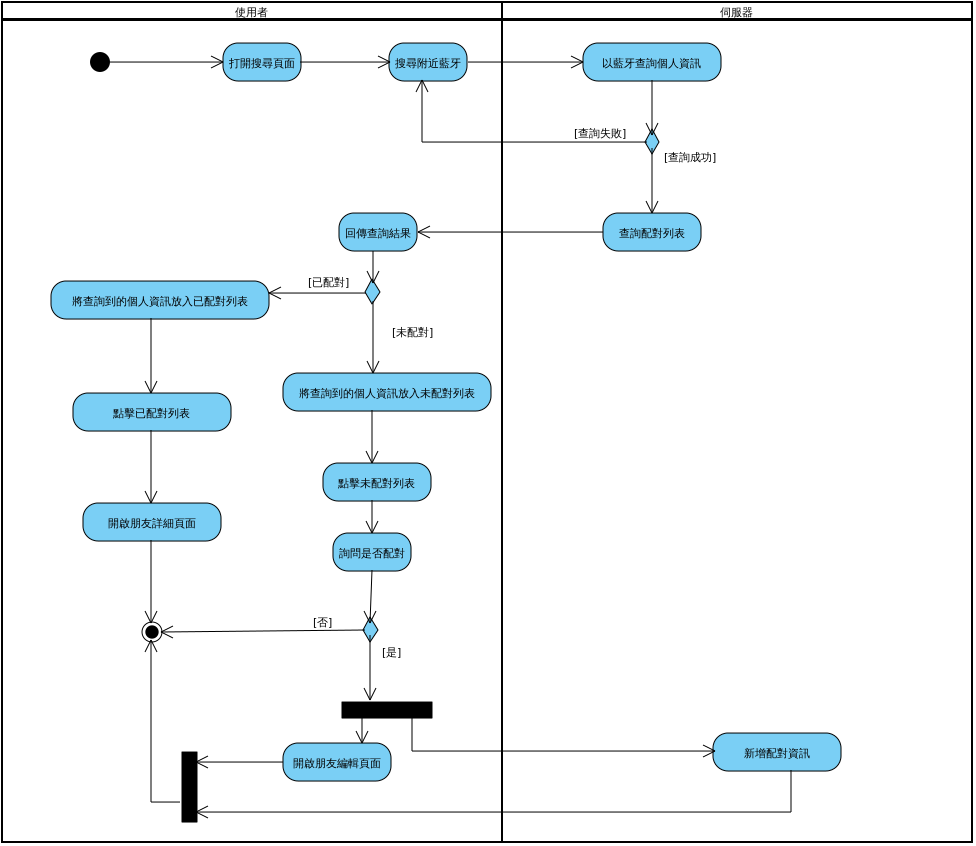 使用者
伺服器
打開搜尋頁面
搜尋附近藍牙
以藍牙查詢個人資訊
[查詢失敗]
[查詢成功]
回傳查詢結果
查詢配對列表
[已配對]
將查詢到的個人資訊放入已配對列表
[未配對]
將查詢到的個人資訊放入未配對列表
點擊已配對列表
點擊未配對列表
開啟朋友詳細頁面
詢問是否配對
[否]
[是]
開啟朋友編輯頁面
新增配對資訊